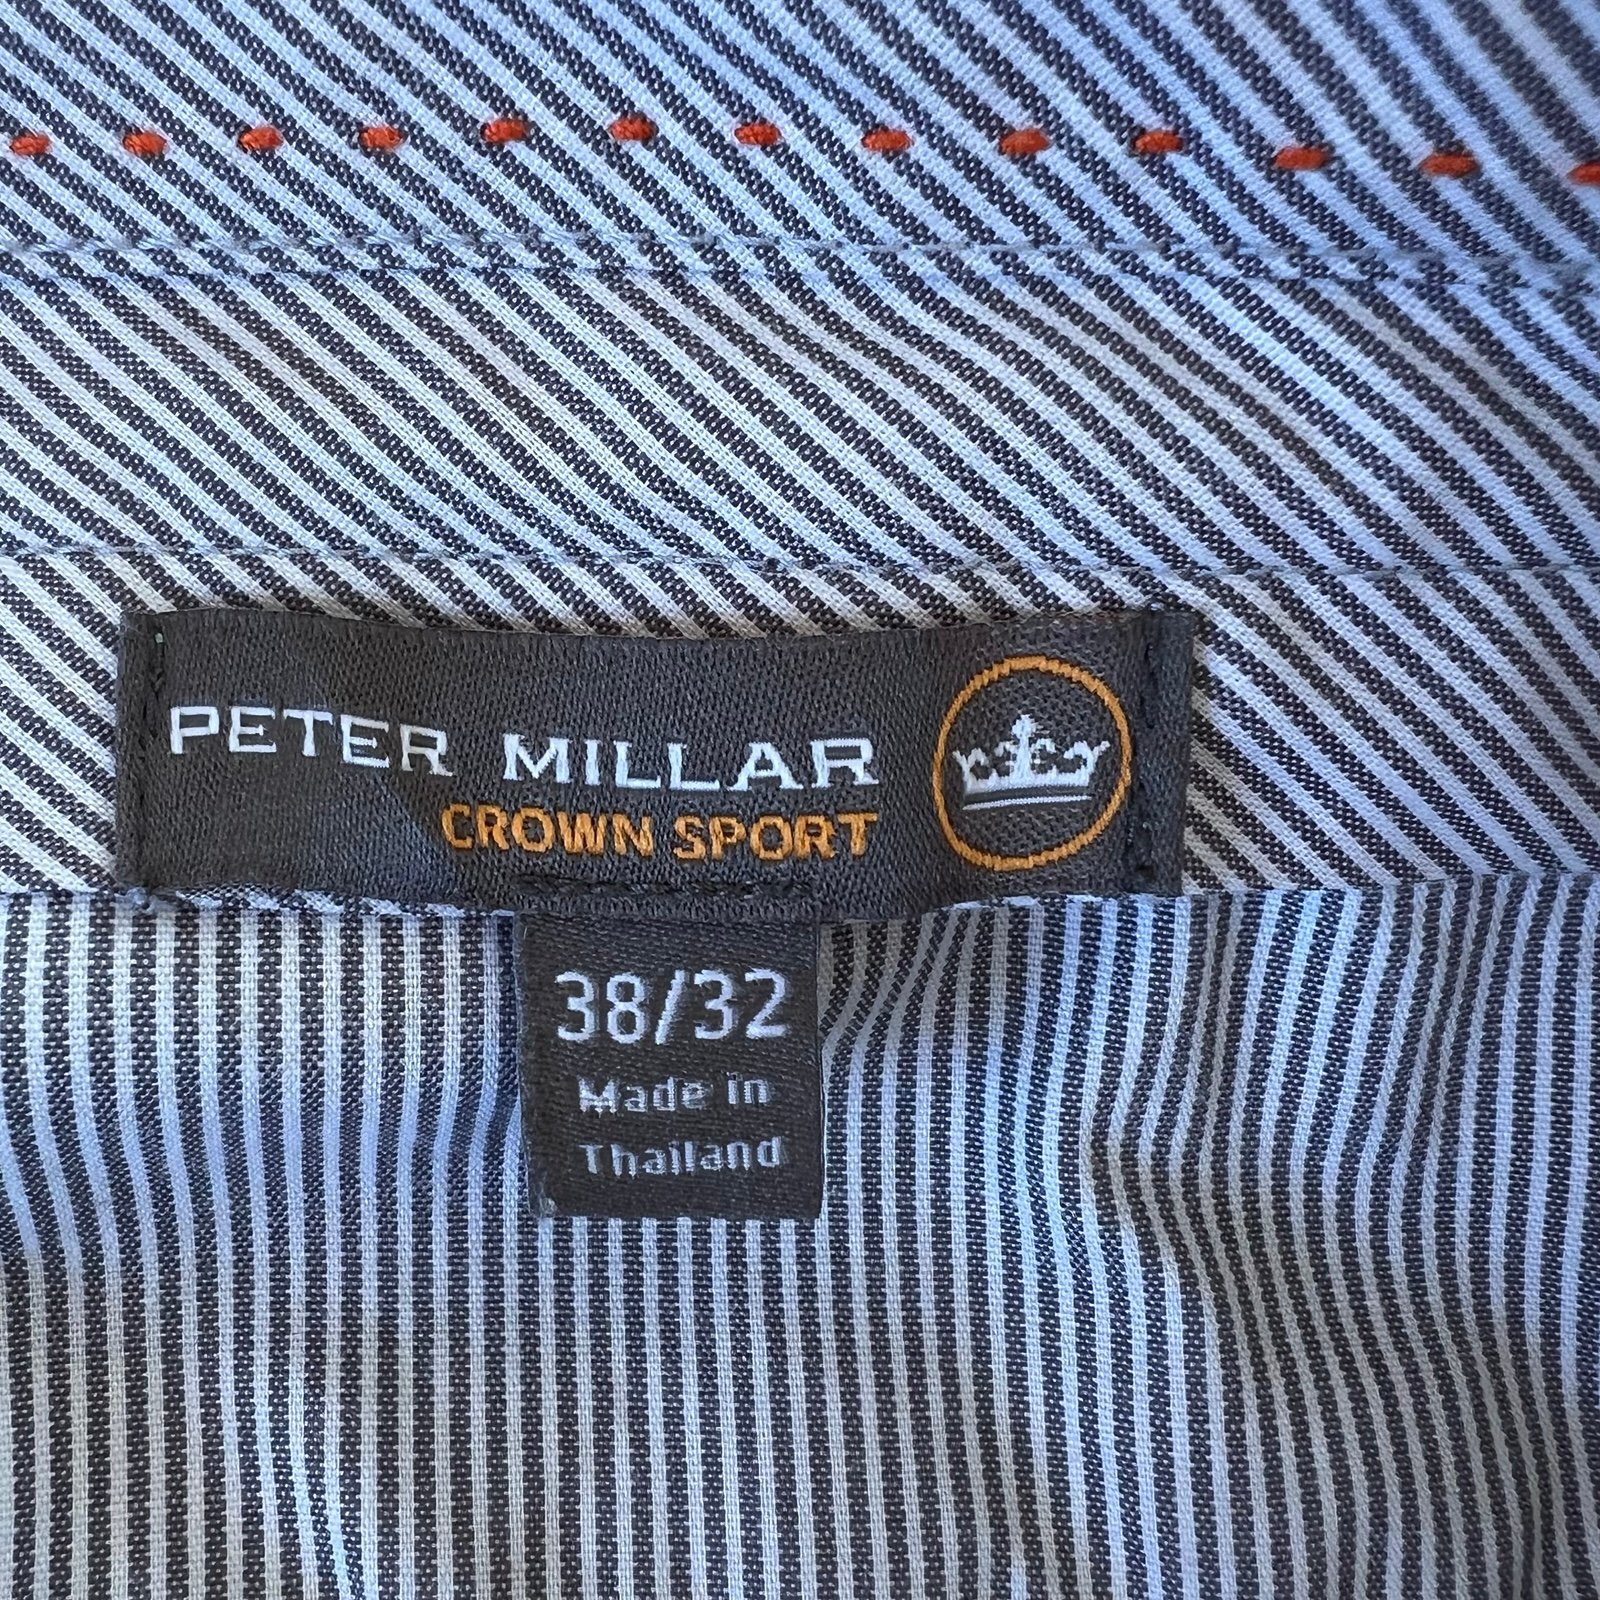 PETER MILLAR
CROWN SPORT
38/32
Made in
Thailand